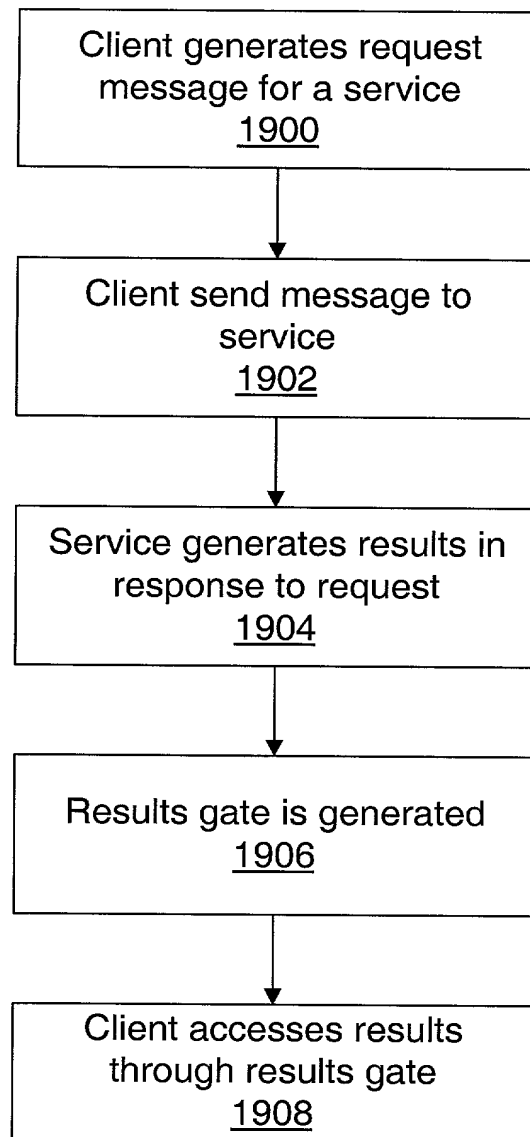 Client generates request
message for a service
1900
Client send message to
service
1902
Service generates results in
response to request
1904
Results gate is generated
1906
Client accesses results
through results gate
1908